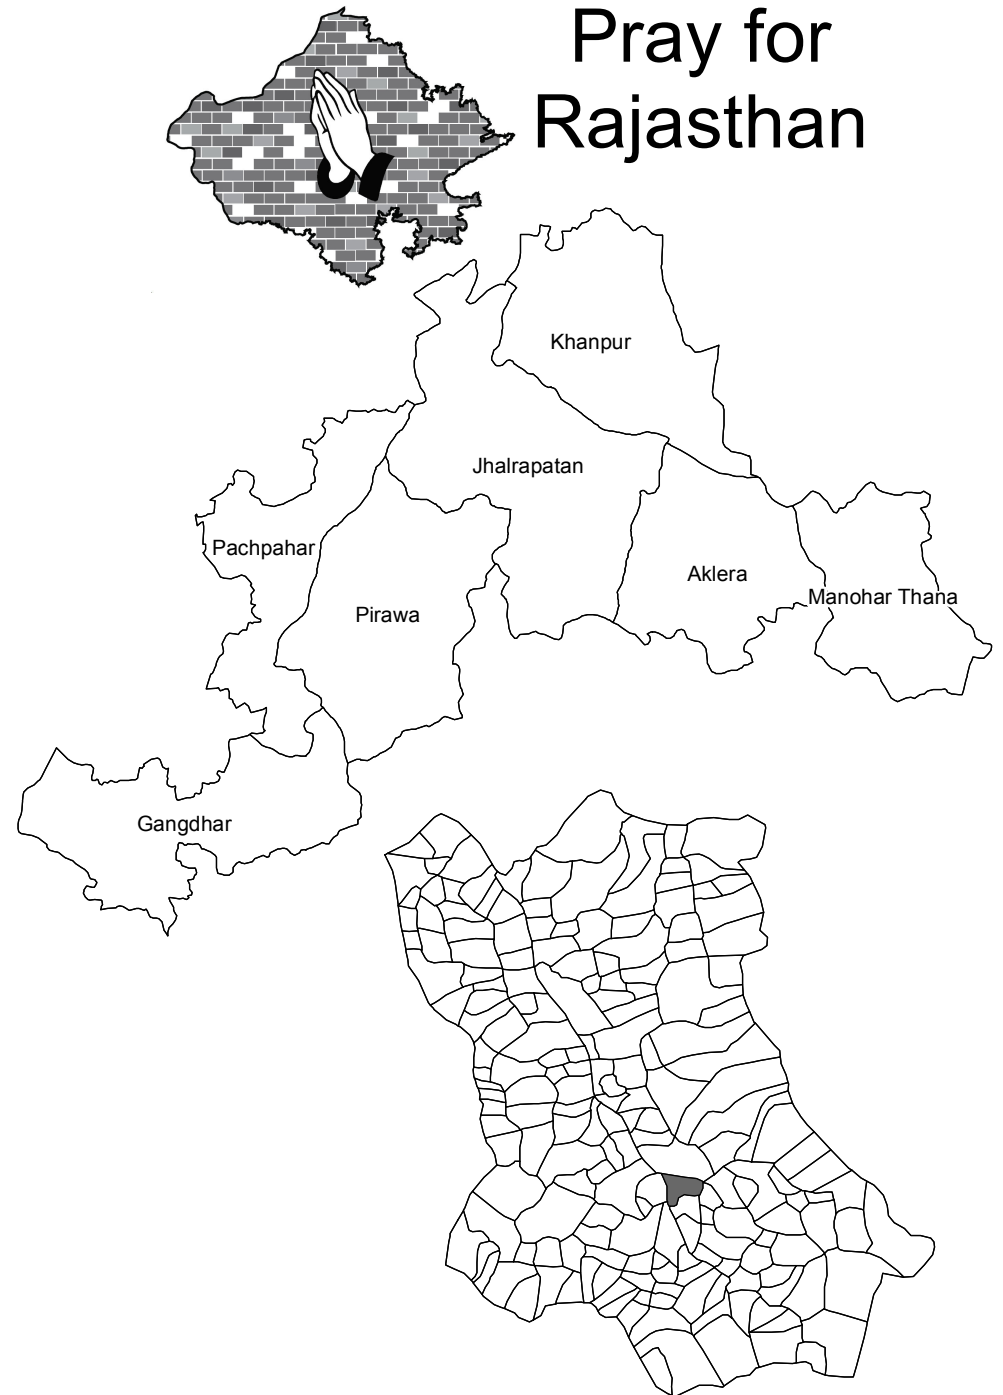 Pray for
Rajasthan
Khanpur
Jhalrapatan
Pachpahar
Aklera
Manohar Thana
Pirawa
Gangdhar